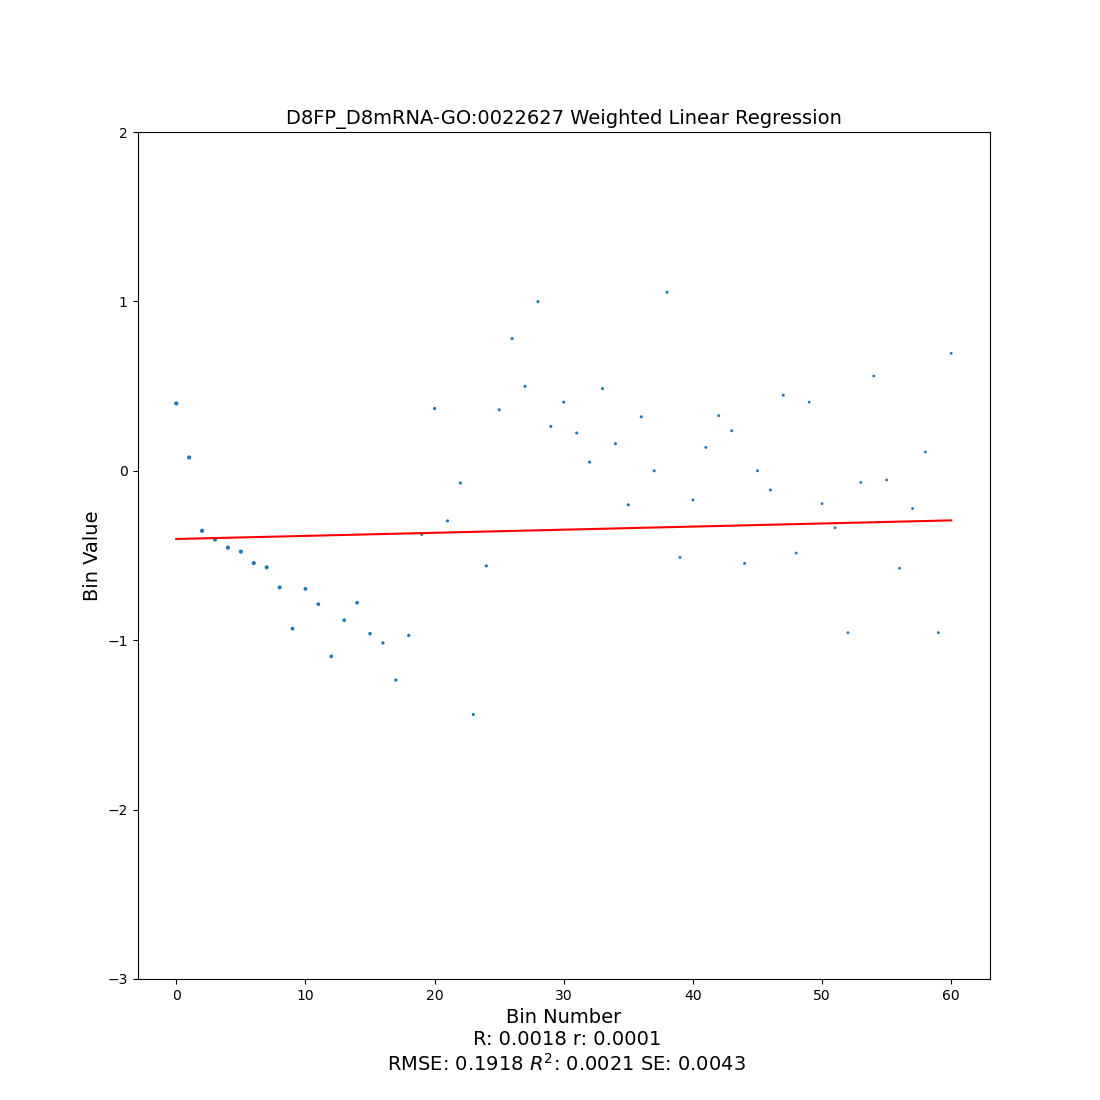 D8FP_D8mRNA-GO:0022627 Weighted Linear Regression
2
1
0
−1
−2
−3
Bin Value
0 10 20 30 40 50 60
Bin Number
R: 0.0018 r: 0.0001
RMSE: 0.1918 R²: 0.0021 SE: 0.0043